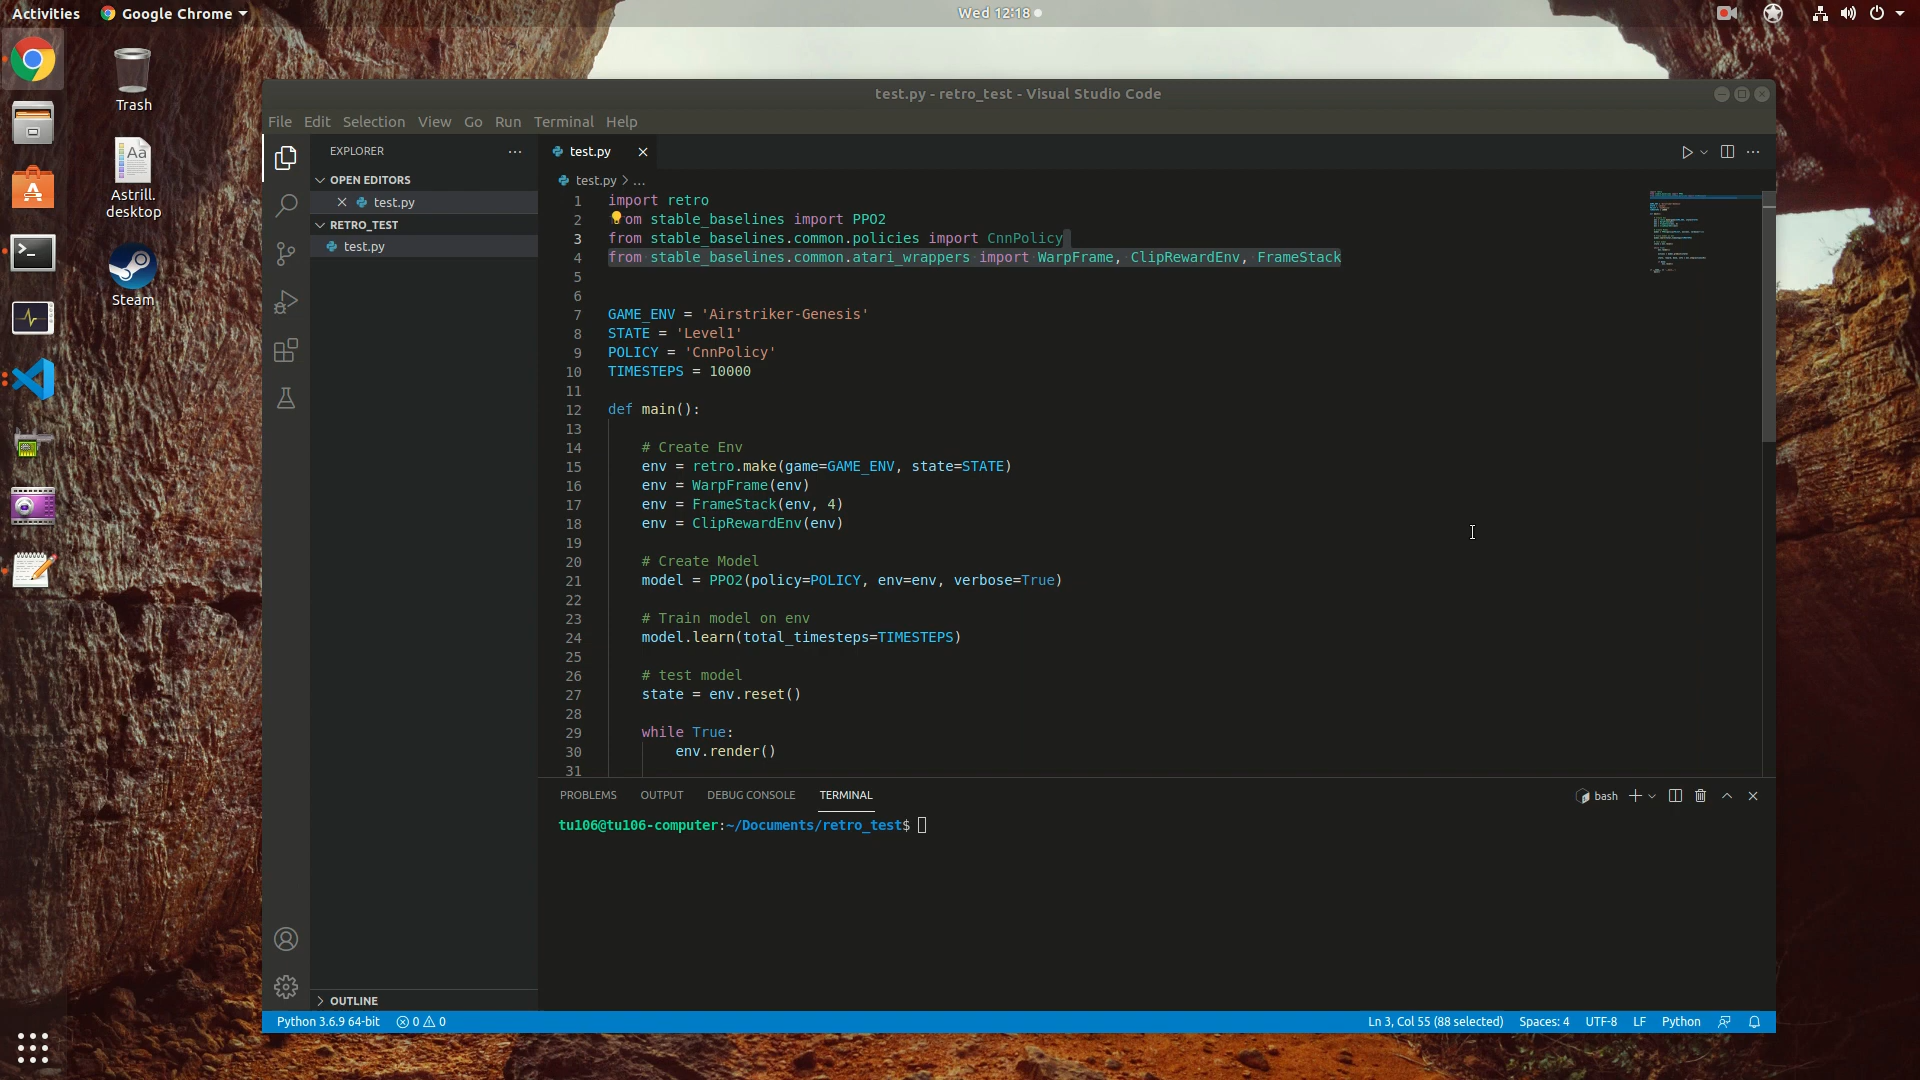 Activities
Google Chrome
Wed 12:18
Trash
Astrill.
desktop
Steam
test.py - retro_test - Visual Studio Code
File Edit Selection View Go Run Terminal Help
EXPLORER
OPEN EDITORS
test.py
RETRO_TEST
test.py
OUTLINE
test.py
test.py > ...
1 import retro
2 from stable_baselines import PPO2
3 from stable_baselines.common.policies import CnnPolicy
4 from stable_baselines.common.atari_wrappers import WarpFrame, ClipRewardEnv, FrameStack
5
6
7 GAME_ENV = 'Airstriker-Genesis'
8 STATE = 'Level1'
9 POLICY = 'CnnPolicy'
10 TIMESTEPS = 10000
11
12 def main():
13
14 # Create Env
15 env = retro.make(game=GAME_ENV, state=STATE)
16 env = WarpFrame(env)
17 env = FrameStack(env, 4)
18 env = ClipRewardEnv(env)
19
20 # Create Model
21 model = PPO2(policy=POLICY, env=env, verbose=True)
22
23 # Train model on env
24 model.learn(total_timesteps=TIMESTEPS)
25
26 # test model
27 state = env.reset()
28
29 while True:
30 env.render()
31
PROBLEMS OUTPUT DEBUG CONSOLE TERMINAL
bash
tu106@tu106-computer:~/Documents/retro_test$
Python 3.6.9 64-bit 0 0
Ln 3, Col 55 (88 selected) Spaces: 4 UTF-8 LF Python